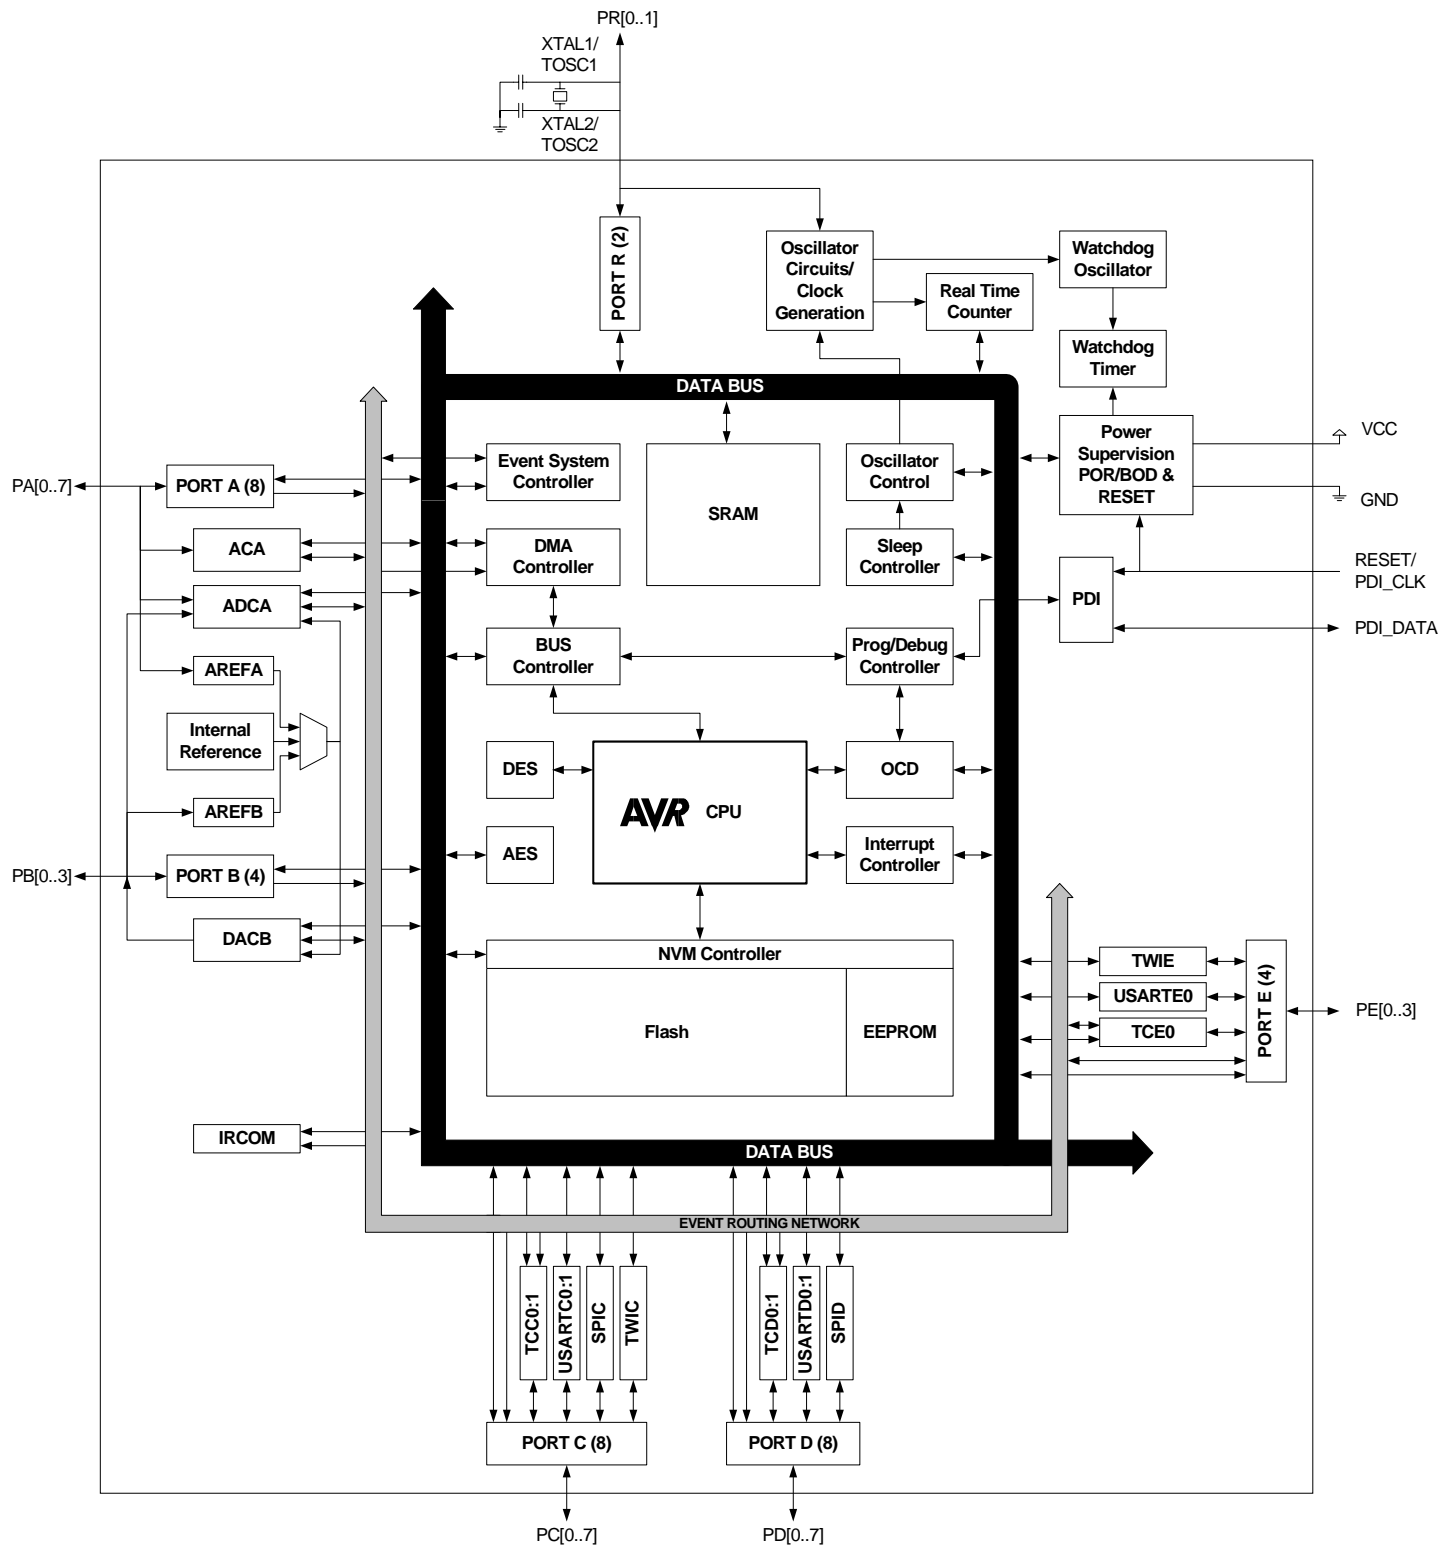 PR[0..1]
XTAL1/
TOSC1
XTAL2/
TOSC2
PORT R (2)
Oscillator
Circuits/
Clock
Generation
Watchdog
Oscillator
Real Time
Counter
Watchdog
Timer
DATA BUS
Power
Supervision
POR/BOD &
RESET
VCC
GND
PA[0..7]
PORT A (8)
Event System
Controller
SRAM
Oscillator
Control
ACA
DMA
Controller
Sleep
Controller
RESET/
PDI_CLK
ADCA
PDI
PDI_DATA
BUS
Controller
Prog/Debug
Controller
AREFA
Internal
Reference
DES
AVR
CPU
OCD
AREFB
AES
Interrupt
Controller
PB[0..3]
PORT B (4)
DACB
NVM Controller
Flash
EEPROM
TWIE
USARTE0
TCE0
PORT E (4)
PE[0..3]
IRCOM
DATA BUS
EVENT ROUTING NETWORK
TCC0:1
USARTC0:1
SPIC
TWIC
TCD0:1
USARTD0:1
SPID
PORT C (8)
PORT D (8)
PC[0..7]
PD[0..7]